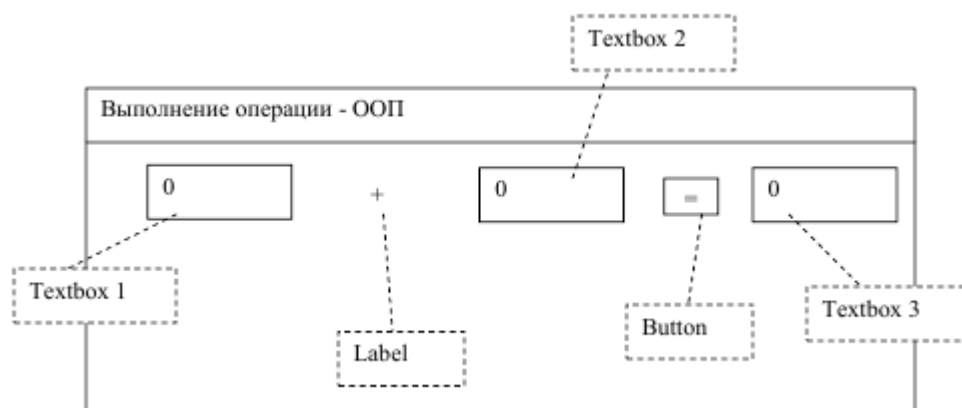 Textbox 2
Выполнение операции - ООП
0 + 0 = 0
Textbox 1
Label
Button
Textbox 3